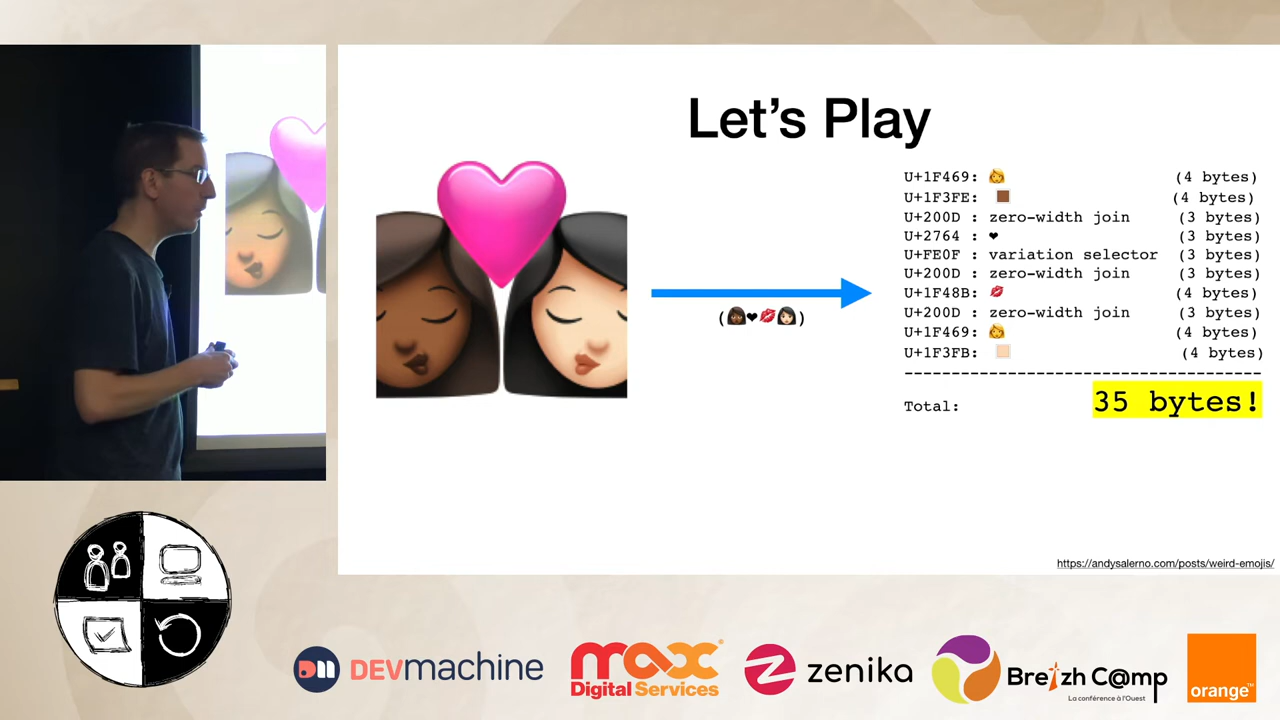 Let's Play
U+1F469: 👩 (4 bytes)
U+1F3FE: 🏾 (4 bytes)
U+200D : zero-width join (3 bytes)
U+2764 : ❤ (3 bytes)
U+FE0F : variation selector (3 bytes)
U+200D : zero-width join (3 bytes)
U+1F48B: 💋 (4 bytes)
U+200D : zero-width join (3 bytes)
U+1F469: 👩 (4 bytes)
U+1F3FB: 🏻 (4 bytes)
------------------------------------
Total: 35 bytes!
(👩🏾❤💋👩🏻)
https://andysalerno.com/posts/weird-emojis/
DEVmachine
max
Digital Services
zenika
Breizh C@mp
La conférence à l'Ouest
orange™